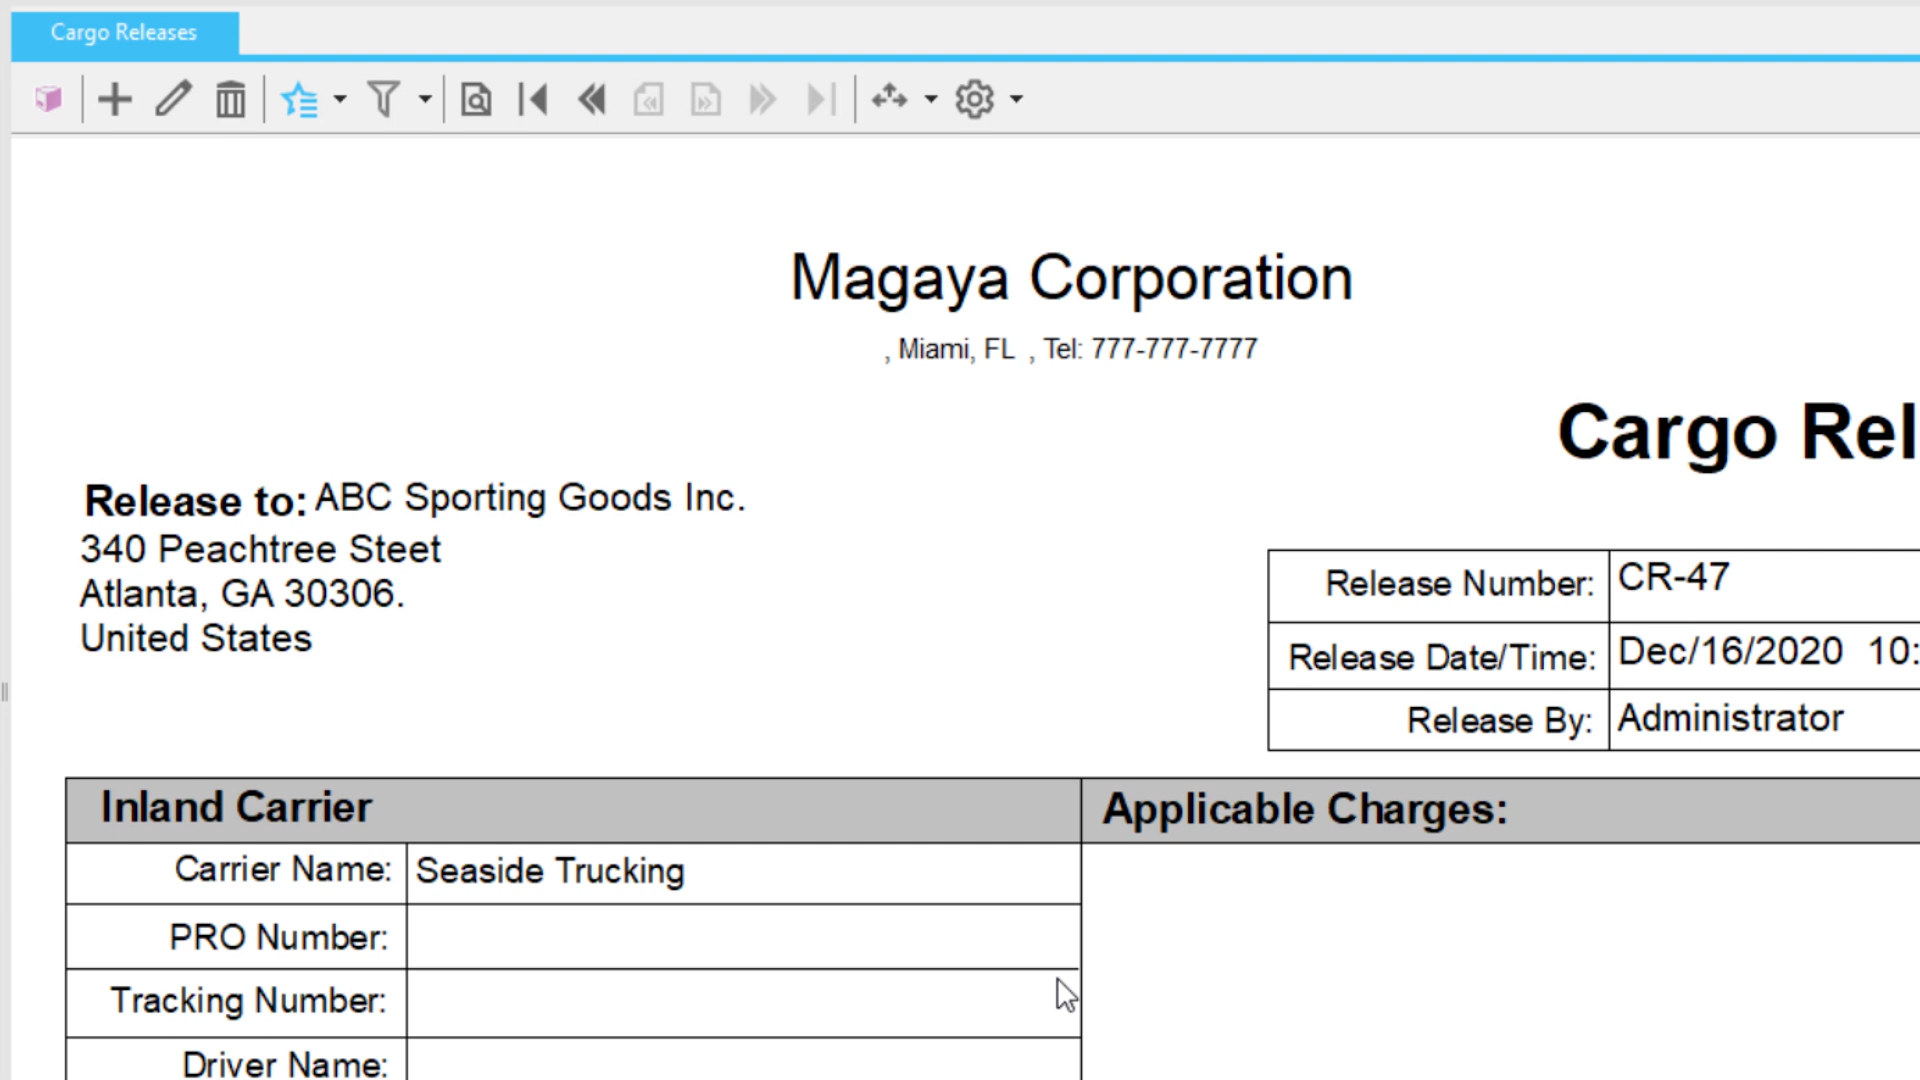 Cargo Releases
Magaya Corporation
, Miami, FL , Tel: 777-777-7777
Cargo Rel
Release to: ABC Sporting Goods Inc.
340 Peachtree Steet
Atlanta, GA 30306.
United States
Release Number: CR-47
Release Date/Time: Dec/16/2020 10:
Release By: Administrator
Inland Carrier
Applicable Charges:
Carrier Name: Seaside Trucking
PRO Number:
Tracking Number:
Driver Name: